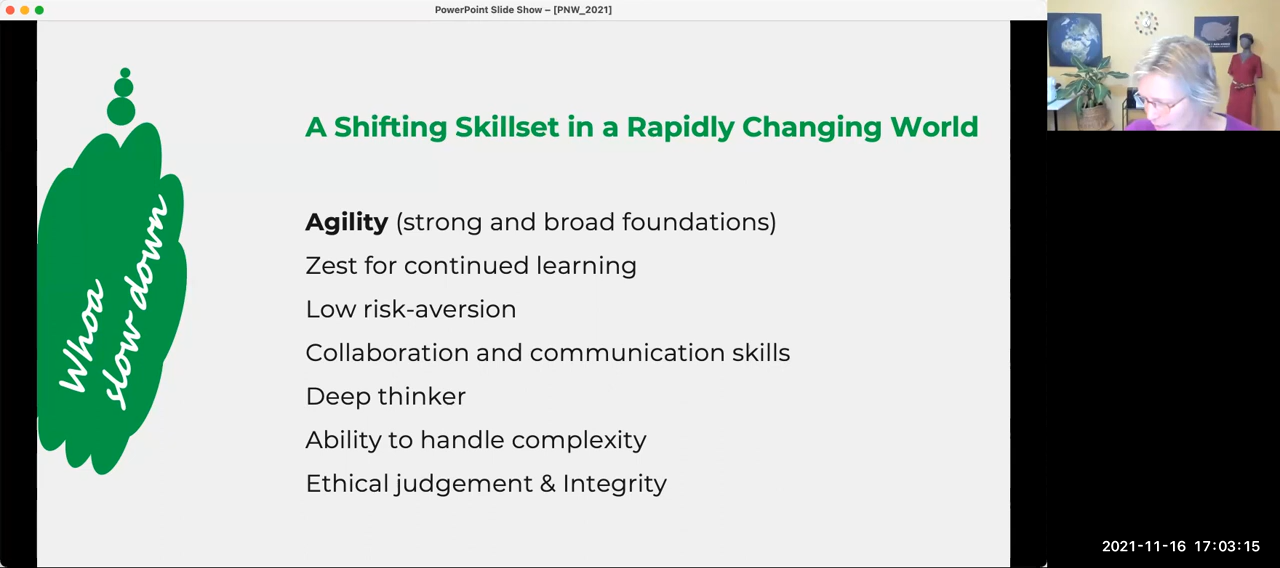 PowerPoint Slide Show – [PNW_2021]
A Shifting Skillset in a Rapidly Changing World
Whoa
slow down
Agility (strong and broad foundations)
Zest for continued learning
Low risk-aversion
Collaboration and communication skills
Deep thinker
Ability to handle complexity
Ethical judgement & Integrity
2021-11-16 17:03:15